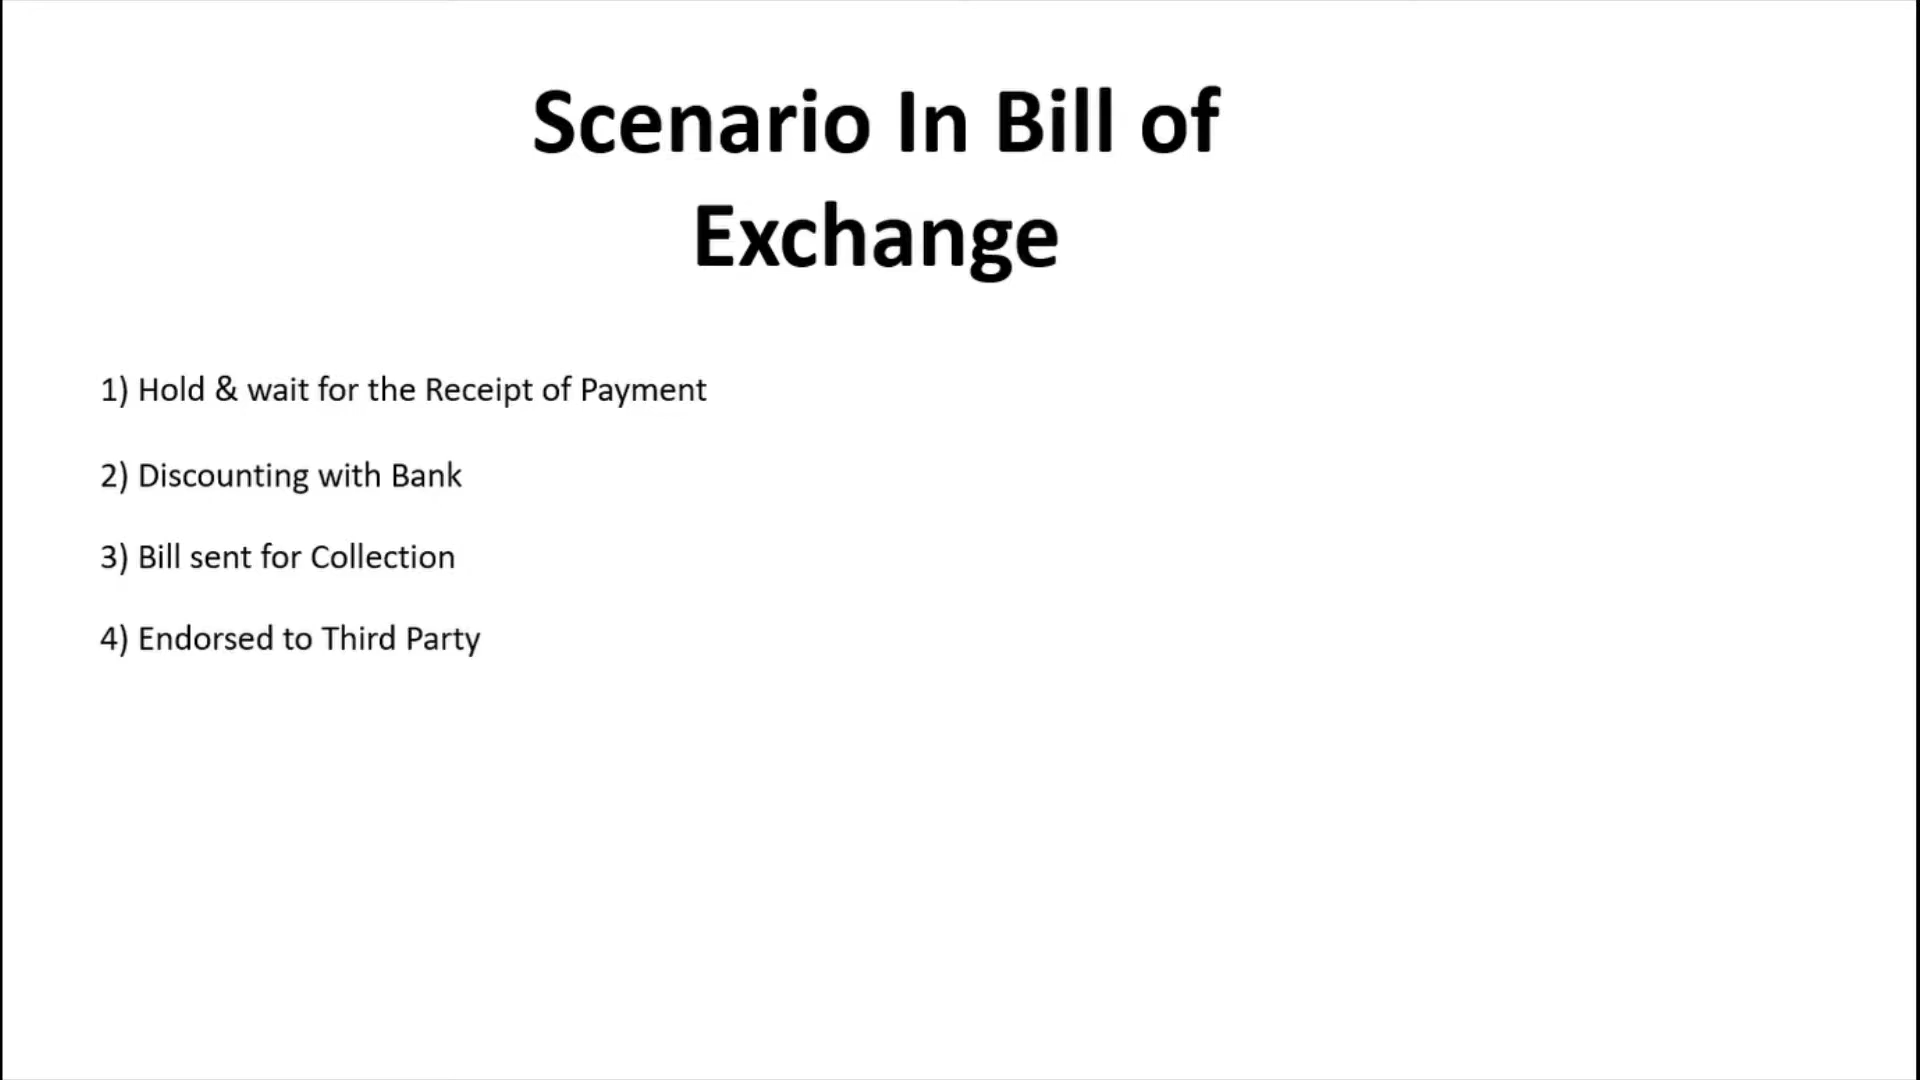 Scenario In Bill of
Exchange
1) Hold & wait for the Receipt of Payment
2) Discounting with Bank
3) Bill sent for Collection
4) Endorsed to Third Party